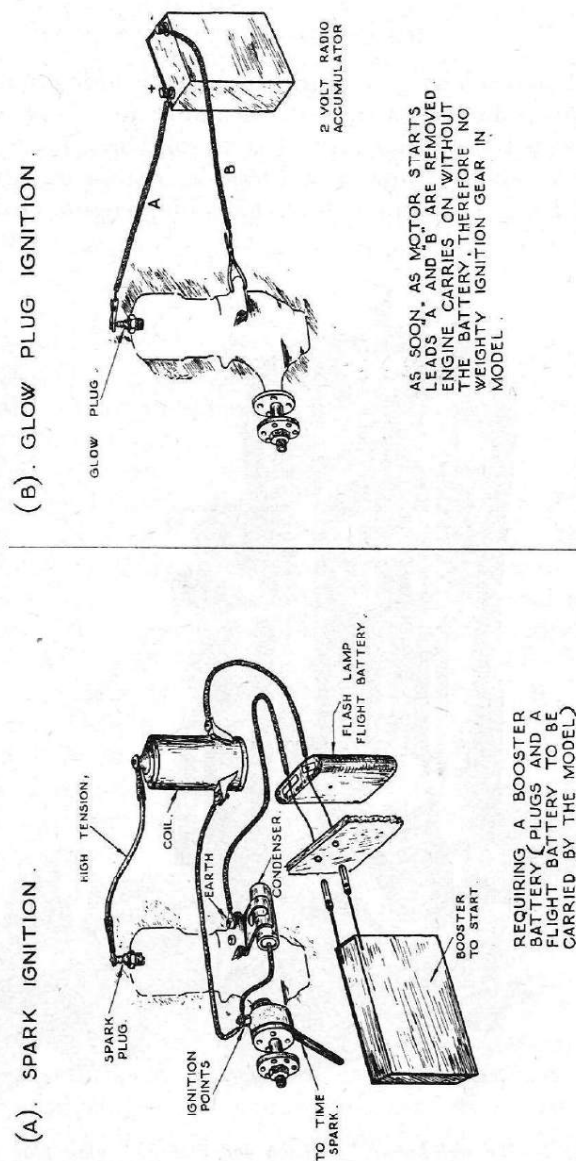 (A). SPARK IGNITION.
HIGH TENSION,
SPARK
PLUG.
COIL.
IGNITION
POINTS
EARTH
CONDENSER.
FLASH LAMP
FLIGHT BATTERY.
TO TIME
SPARK.
BOOSTER
TO START.
REQUIRING A BOOSTER
BATTERY (PLUGS AND A
FLIGHT BATTERY TO BE
CARRIED BY THE MODEL)
(B). GLOW PLUG IGNITION.
GLOW PLUG
A
+
B
2 VOLT RADIO
ACCUMULATOR
AS SOON AS MOTOR STARTS
LEADS "A" AND "B" ARE REMOVED
ENGINE CARRIES ON WITHOUT
THE BATTERY, THEREFORE NO
WEIGHTY IGNITION GEAR IN
MODEL.